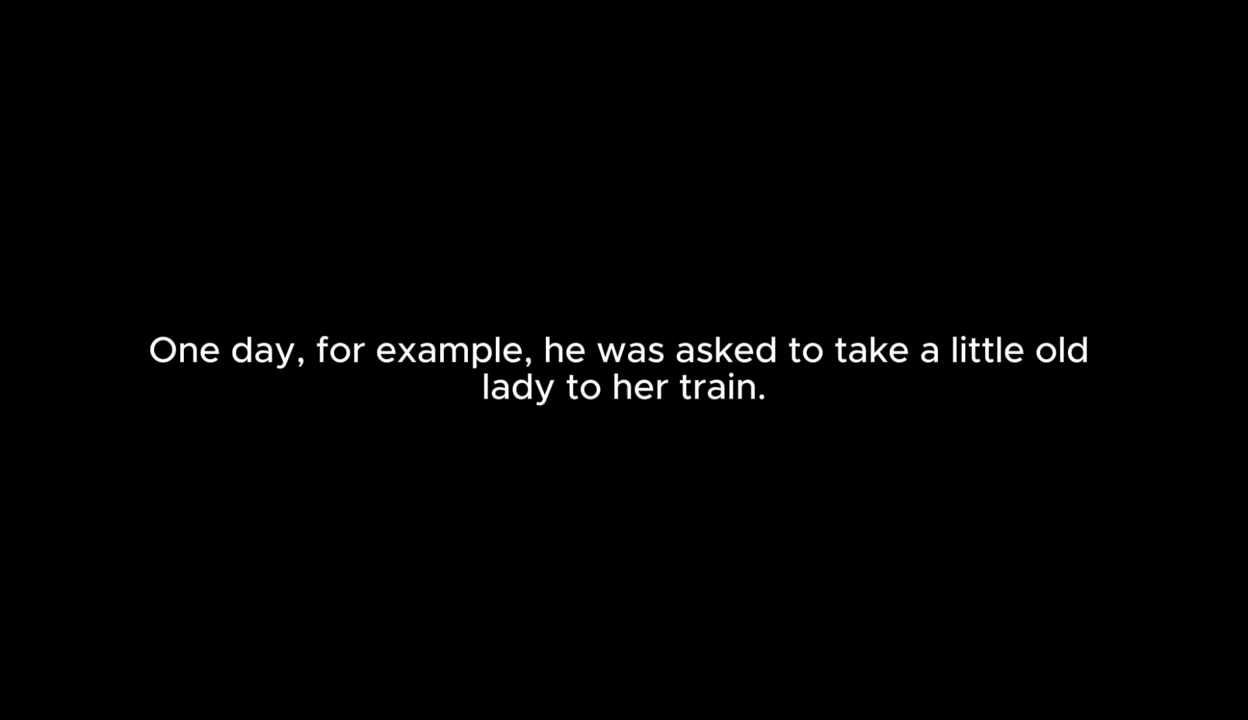 One day, for example, he was asked to take a little old
lady to her train.